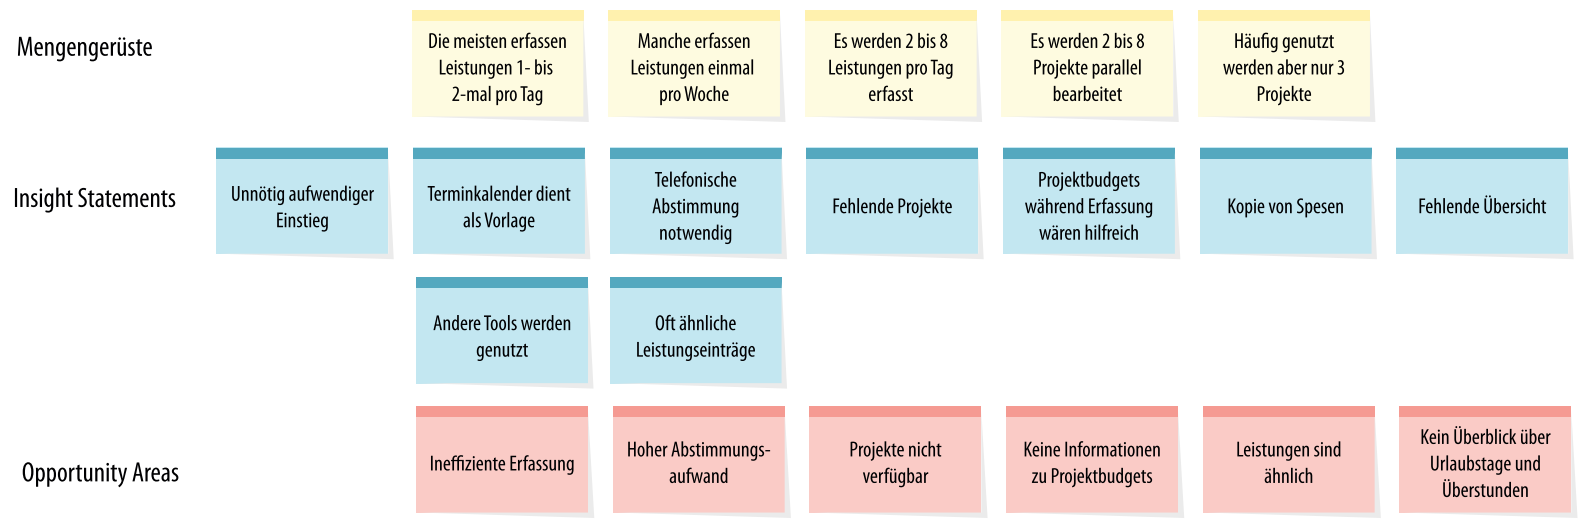 Mengengerüste
Die meisten erfassen
Leistungen 1- bis
2-mal pro Tag
Manche erfassen
Leistungen einmal
pro Woche
Es werden 2 bis 8
Leistungen pro Tag
erfasst
Es werden 2 bis 8
Projekte parallel
bearbeitet
Häufig genutzt
werden aber nur 3
Projekte
Insight Statements
Unnötig aufwendiger
Einstieg
Terminkalender dient
als Vorlage
Telefonische
Abstimmung
notwendig
Fehlende Projekte
Projektbudgets
während Erfassung
wären hilfreich
Kopie von Spesen
Fehlende Übersicht
Andere Tools werden
genutzt
Oft ähnliche
Leistungseinträge
Opportunity Areas
Ineffiziente Erfassung
Hoher Abstimmungs-
aufwand
Projekte nicht
verfügbar
Keine Informationen
zu Projektbudgets
Leistungen sind
ähnlich
Kein Überblick über
Urlaubstage und
Überstunden